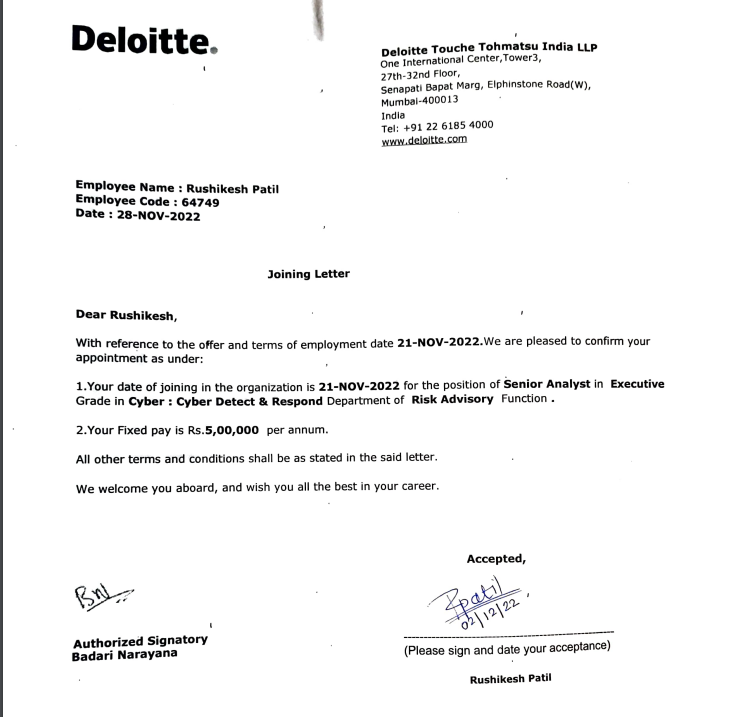 Deloitte.
Deloitte Touche Tohmatsu India LLP
One International Center,Tower3,
27th-32nd Floor,
Senapati Bapat Marg, Elphinstone Road(W),
Mumbai-400013
India
Tel: +91 22 6185 4000
www.deloitte.com
Employee Name : Rushikesh Patil
Employee Code : 64749
Date : 28-NOV-2022
Joining Letter
Dear Rushikesh,
With reference to the offer and terms of employment date 21-NOV-2022.We are pleased to confirm your
appointment as under:
1.Your date of joining in the organization is 21-NOV-2022 for the position of Senior Analyst in Executive
Grade in Cyber : Cyber Detect & Respond Department of Risk Advisory Function .
2.Your Fixed pay is Rs.5,00,000 per annum.
All other terms and conditions shall be as stated in the said letter.
We welcome you aboard, and wish you all the best in your career.
Accepted,
Rpatil
02/12/22
Authorized Signatory
Badari Narayana
(Please sign and date your acceptance)
Rushikesh Patil